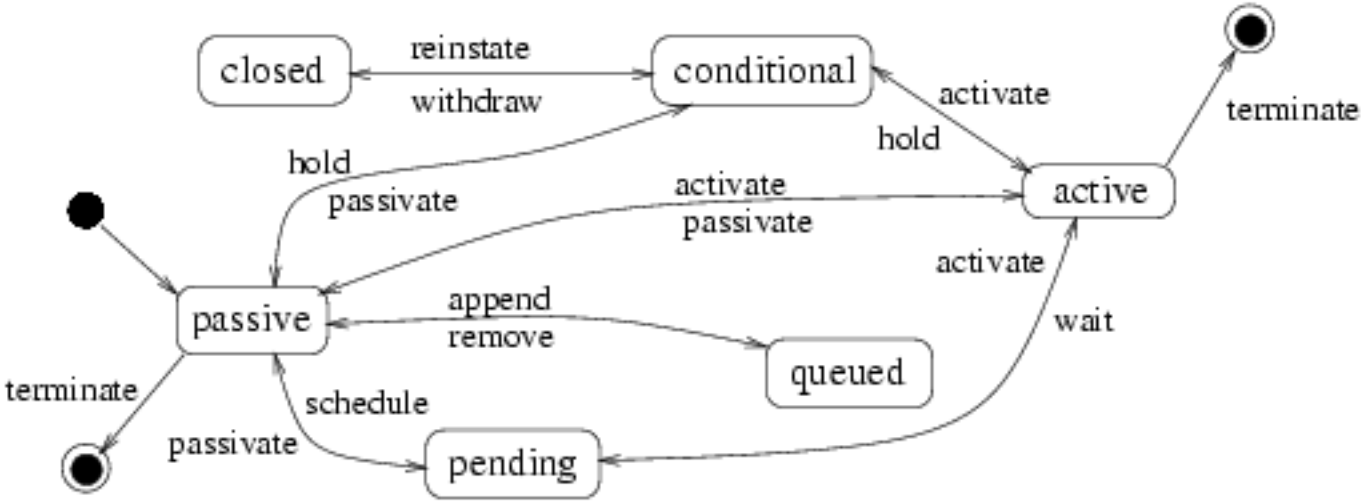 reinstate
closed
conditional
withdraw
activate
terminate
hold
hold
activate
active
passivate
passivate
activate
append
passive
wait
remove
queued
terminate
schedule
passivate
pending